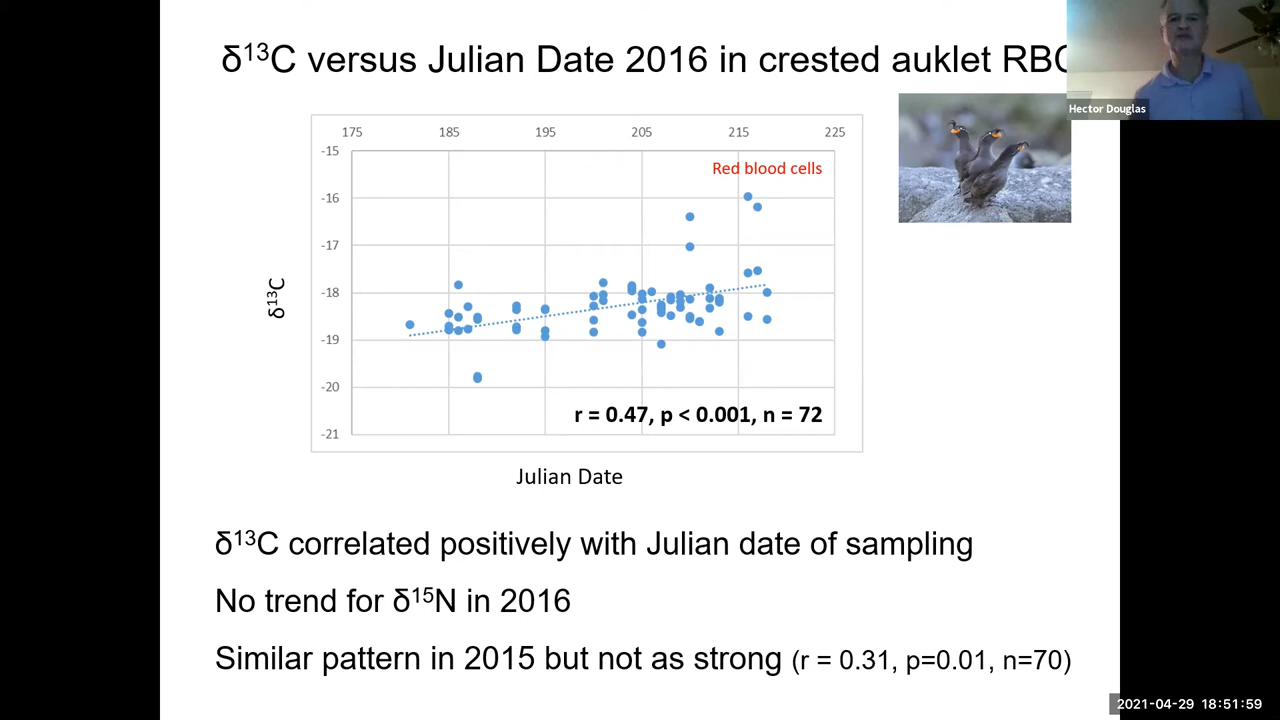 δ¹³C versus Julian Date 2016 in crested auklet RBC
Hector Douglas
175 185 195 205 215 225
-15
Red blood cells
-16
-17
-18
-19
-20
-21
δ¹³C
r = 0.47, p < 0.001, n = 72
Julian Date
δ¹³C correlated positively with Julian date of sampling
No trend for δ¹⁵N in 2016
Similar pattern in 2015 but not as strong (r = 0.31, p=0.01, n=70)
2021-04-29 18:51:59